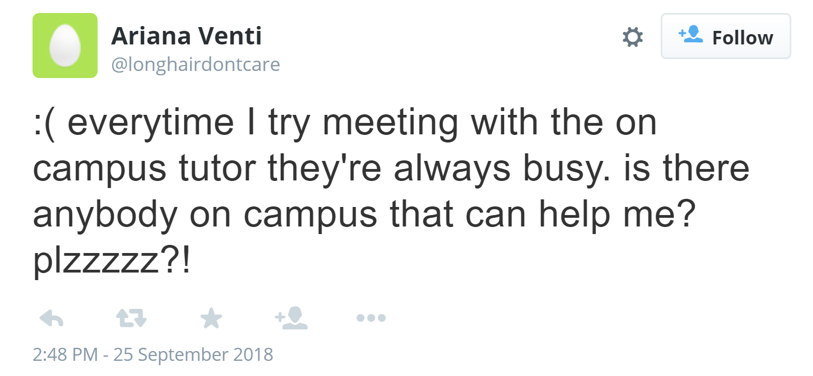 Ariana Venti
@longhairdontcare
Follow
:( everytime I try meeting with the on
campus tutor they're always busy. is there
anybody on campus that can help me?
plzzzzz?!
2:48 PM - 25 September 2018